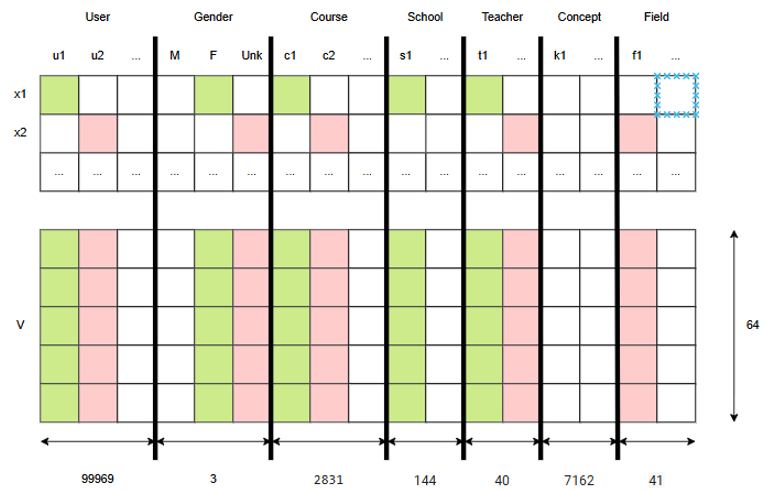 User Gender Course School Teacher Concept Field
u1 u2 ... M F Unk c1 c2 ... s1 ... t1 ... k1 ... f1 ...
x1
x2
... ... ... ... ... ... ... ... ... ... ... ... ... ... ... ... ...
V 64
99969 3 2831 144 40 7162 41